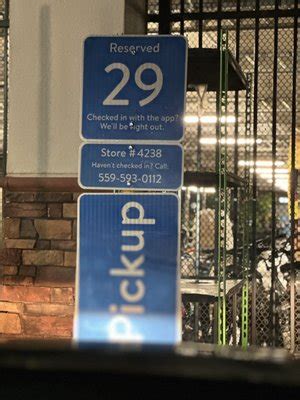 Reserved
29
Checked in with the app?
We'll be right out.
Store # 4238
Haven't checked in? Call.
559-593-0112
Pickup